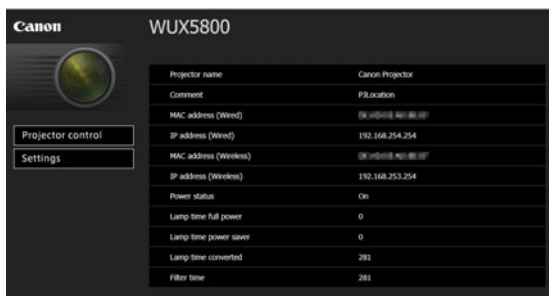 Canon
WUX5800
Projector name Canon Projector
Comment PJLocation
MAC address (Wired)
IP address (Wired) 192.168.254.254
MAC address (Wireless)
IP address (Wireless) 192.168.253.254
Power status On
Lamp time full power 0
Lamp time power saver 0
Lamp time converted 281
Filter time 281
Projector control
Settings